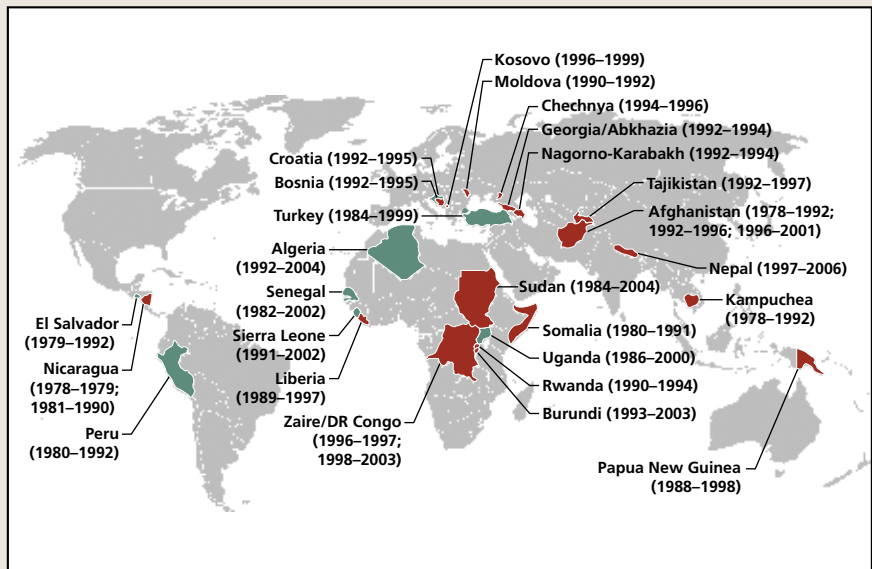 Kosovo (1996–1999)
Moldova (1990–1992)
Chechnya (1994–1996)
Georgia/Abkhazia (1992–1994)
Nagorno-Karabakh (1992–1994)
Croatia (1992–1995)
Bosnia (1992–1995)
Turkey (1984–1999)
Tajikistan (1992–1997)
Afghanistan (1978–1992;
1992–1996; 1996–2001)
Algeria
(1992–2004)
Nepal (1997–2006)
Senegal
(1982–2002)
Sudan (1984–2004)
Kampuchea
(1978–1992)
El Salvador
(1979–1992)
Sierra Leone
(1991–2002)
Somalia (1980–1991)
Nicaragua
(1978–1979;
1981–1990)
Uganda (1986–2000)
Liberia
(1989–1997)
Rwanda (1990–1994)
Burundi (1993–2003)
Zaire/DR Congo
(1996–1997;
1998–2003)
Peru
(1980–1992)
Papua New Guinea
(1988–1998)